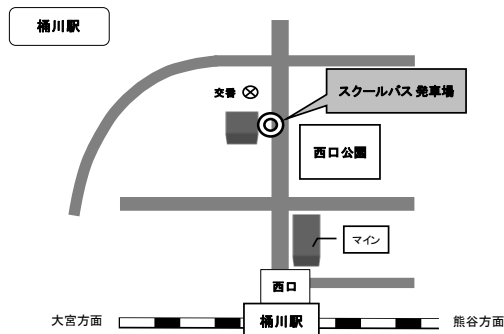 桶川駅
交番
スクールバス 発車場
西口公園
マイン
西口
大宮方面
桶川駅
熊谷方面